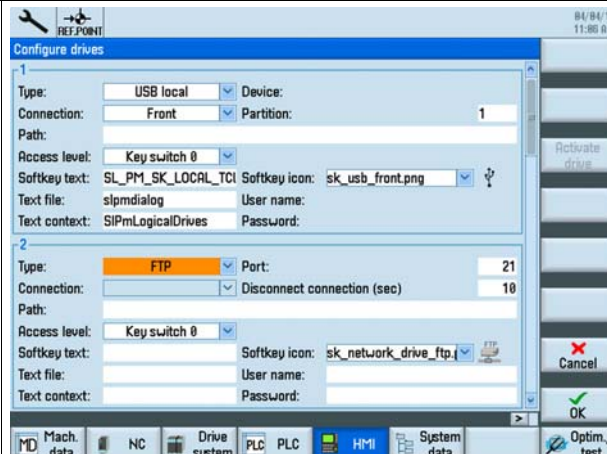 REF.POINT
11:06 A
Configure drives
1
Type: USB local Device:
Connection: Front Partition: 1
Path:
Access level: Key switch 0
Softkey text: SL_PM_SK_LOCAL_TCU Softkey icon: sk_usb_front.png
Text file: slpmdialog User name:
Text context: SlPmLogicalDrives Password:
Activate
drive
2
Type: FTP Port: 21
Connection: Disconnect connection (sec) 10
Path:
Access level: Key switch 0
Softkey text: Softkey icon: sk_network_drive_ftp.p
FTP
Text file: User name:
Text context: Password:
Cancel
OK
>
MD Mach.
data
NC
Drive
system
PLC PLC
HMI
System
data
Optim./
test